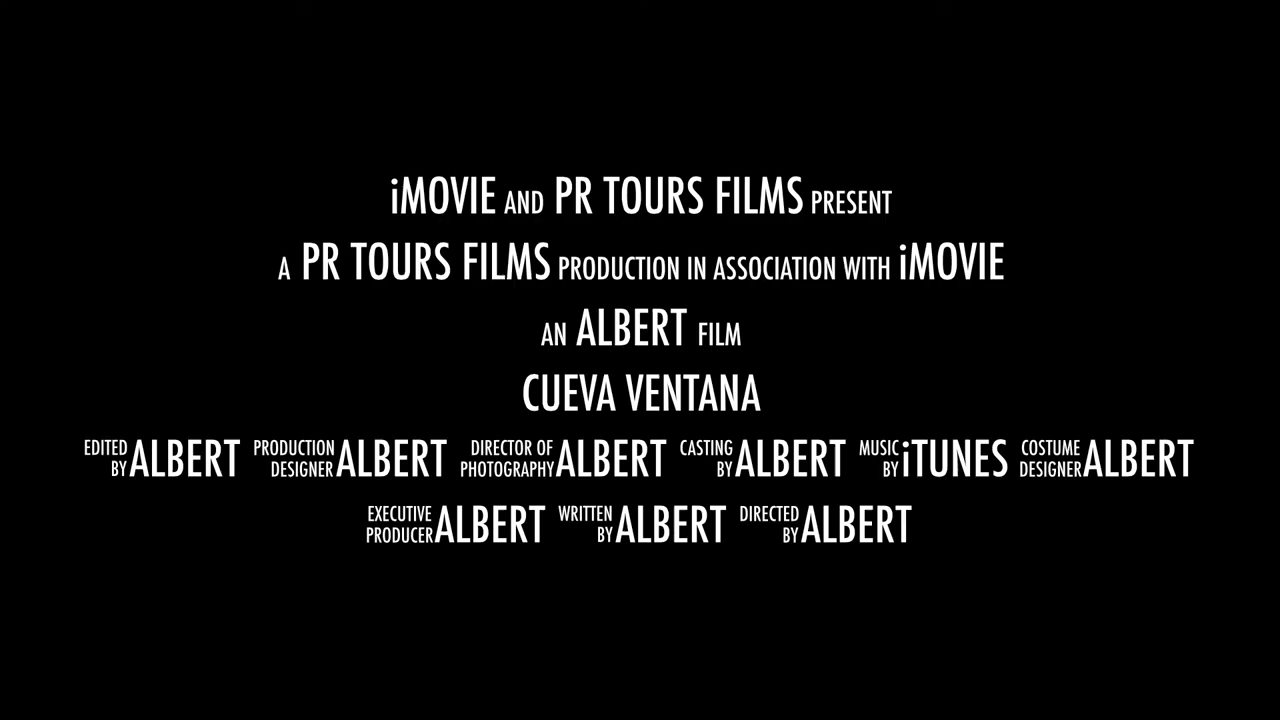 iMOVIE AND PR TOURS FILMS PRESENT
A PR TOURS FILMS PRODUCTION IN ASSOCIATION WITH iMOVIE
AN ALBERT FILM
CUEVA VENTANA
EDITED BY ALBERT PRODUCTION DESIGNER ALBERT DIRECTOR OF PHOTOGRAPHY ALBERT CASTING BY ALBERT MUSIC BY iTUNES COSTUME DESIGNER ALBERT
EXECUTIVE PRODUCER ALBERT WRITTEN BY ALBERT DIRECTED BY ALBERT